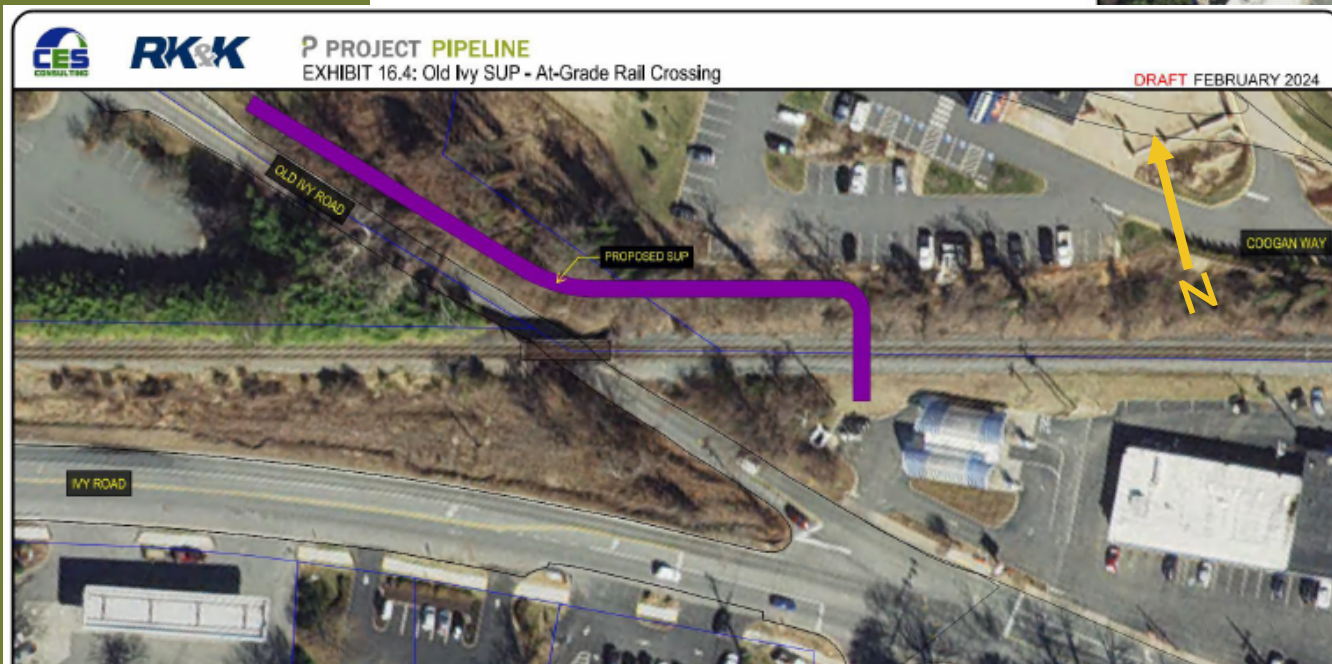 CES
CONSULTING
RK&K
PROJECT PIPELINE
EXHIBIT 16.4: Old Ivy SUP - At-Grade Rail Crossing
DRAFT FEBRUARY 2024
OLD IVY ROAD
PROPOSED SUP
COOGAN WAY
N
IVY ROAD